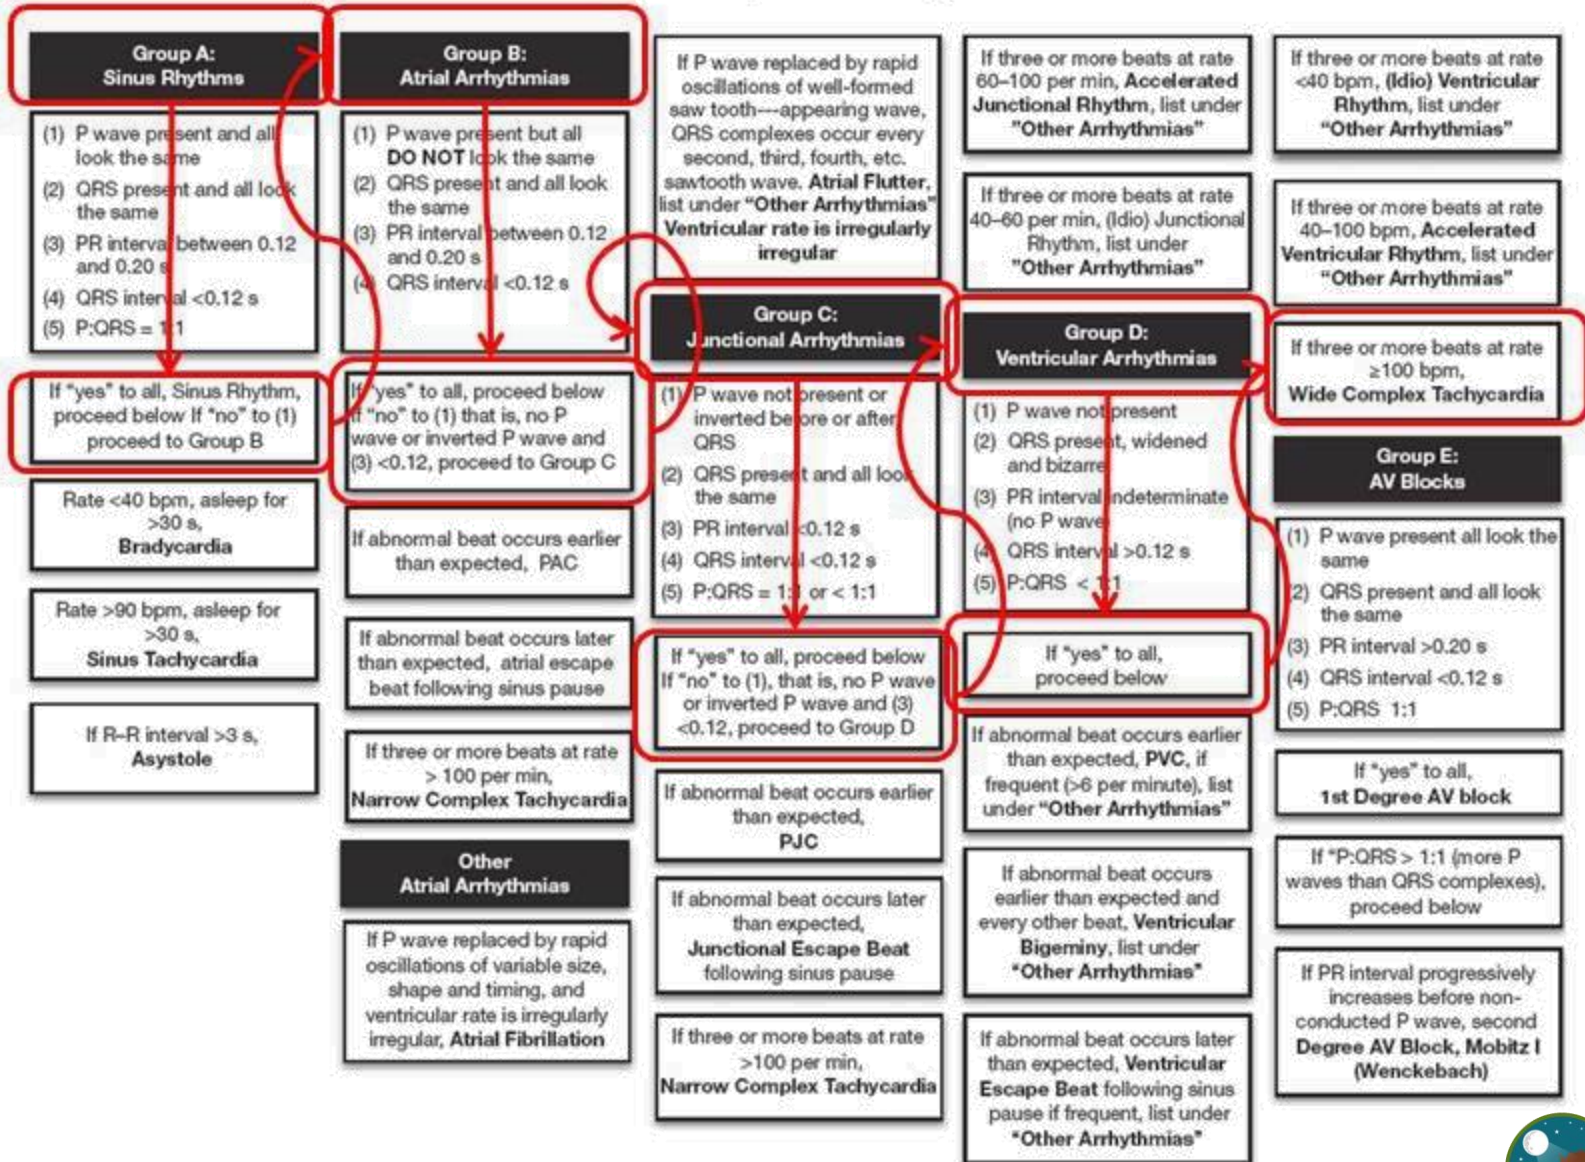 Group A:
Sinus Rhythms
(1) P wave present and all
look the same
(2) QRS present and all look
the same
(3) PR interval between 0.12
and 0.20 s
(4) QRS interval <0.12 s
(5) P:QRS = 1:1
If "yes" to all, Sinus Rhythm,
proceed below If "no" to (1)
proceed to Group B
Rate <40 bpm, asleep for
>30 s,
Bradycardia
Rate >90 bpm, asleep for
>30 s,
Sinus Tachycardia
If R–R interval >3 s,
Asystole
Group B:
Atrial Arrhythmias
(1) P wave present but all
DO NOT look the same
(2) QRS present and all look
the same
(3) PR interval between 0.12
and 0.20 s
(4) QRS interval <0.12 s
If "yes" to all, proceed below
If "no" to (1) that is, no P
wave or inverted P wave and
(3) <0.12, proceed to Group C
If abnormal beat occurs earlier
than expected, PAC
If abnormal beat occurs later
than expected, atrial escape
beat following sinus pause
If three or more beats at rate
> 100 per min,
Narrow Complex Tachycardia
Other
Atrial Arrhythmias
If P wave replaced by rapid
oscillations of variable size,
shape and timing, and
ventricular rate is irregularly
irregular, Atrial Fibrillation
If P wave replaced by rapid
oscillations of well-formed
saw tooth---appearing wave,
QRS complexes occur every
second, third, fourth, etc.
sawtooth wave. Atrial Flutter,
list under "Other Arrhythmias"
Ventricular rate is irregularly
irregular
Group C:
Junctional Arrhythmias
(1) P wave not present or
inverted before or after
QRS
(2) QRS present and all look
the same
(3) PR interval <0.12 s
(4) QRS interval <0.12 s
(5) P:QRS = 1:1 or < 1:1
If "yes" to all, proceed below
If "no" to (1), that is, no P wave
or inverted P wave and (3)
<0.12, proceed to Group D
If abnormal beat occurs earlier
than expected,
PJC
If abnormal beat occurs later
than expected,
Junctional Escape Beat
following sinus pause
If three or more beats at rate
>100 per min,
Narrow Complex Tachycardia
If three or more beats at rate
60–100 per min, Accelerated
Junctional Rhythm, list under
"Other Arrhythmias"
If three or more beats at rate
40–60 per min, (Idio) Junctional
Rhythm, list under
"Other Arrhythmias"
Group D:
Ventricular Arrhythmias
(1) P wave not present
(2) QRS present, widened
and bizarre
(3) PR interval indeterminate
(no P wave)
(4) QRS interval >0.12 s
(5) P:QRS < 1:1
If "yes" to all,
proceed below
If abnormal beat occurs earlier
than expected, PVC, if
frequent (>6 per minute), list
under "Other Arrhythmias"
If abnormal beat occurs
earlier than expected and
every other beat, Ventricular
Bigeminy, list under
"Other Arrhythmias"
If abnormal beat occurs later
than expected, Ventricular
Escape Beat following sinus
pause if frequent, list under
"Other Arrhythmias"
If three or more beats at rate
<40 bpm, (Idio) Ventricular
Rhythm, list under
"Other Arrhythmias"
If three or more beats at rate
40–100 bpm, Accelerated
Ventricular Rhythm, list under
"Other Arrhythmias"
If three or more beats at rate
≥100 bpm,
Wide Complex Tachycardia
Group E:
AV Blocks
(1) P wave present all look the
same
(2) QRS present and all look
the same
(3) PR interval >0.20 s
(4) QRS interval <0.12 s
(5) P:QRS 1:1
If "yes" to all,
1st Degree AV block
If "P:QRS > 1:1 (more P
waves than QRS complexes),
proceed below
If PR interval progressively
increases before non-
conducted P wave, second
Degree AV Block, Mobitz I
(Wenckebach)